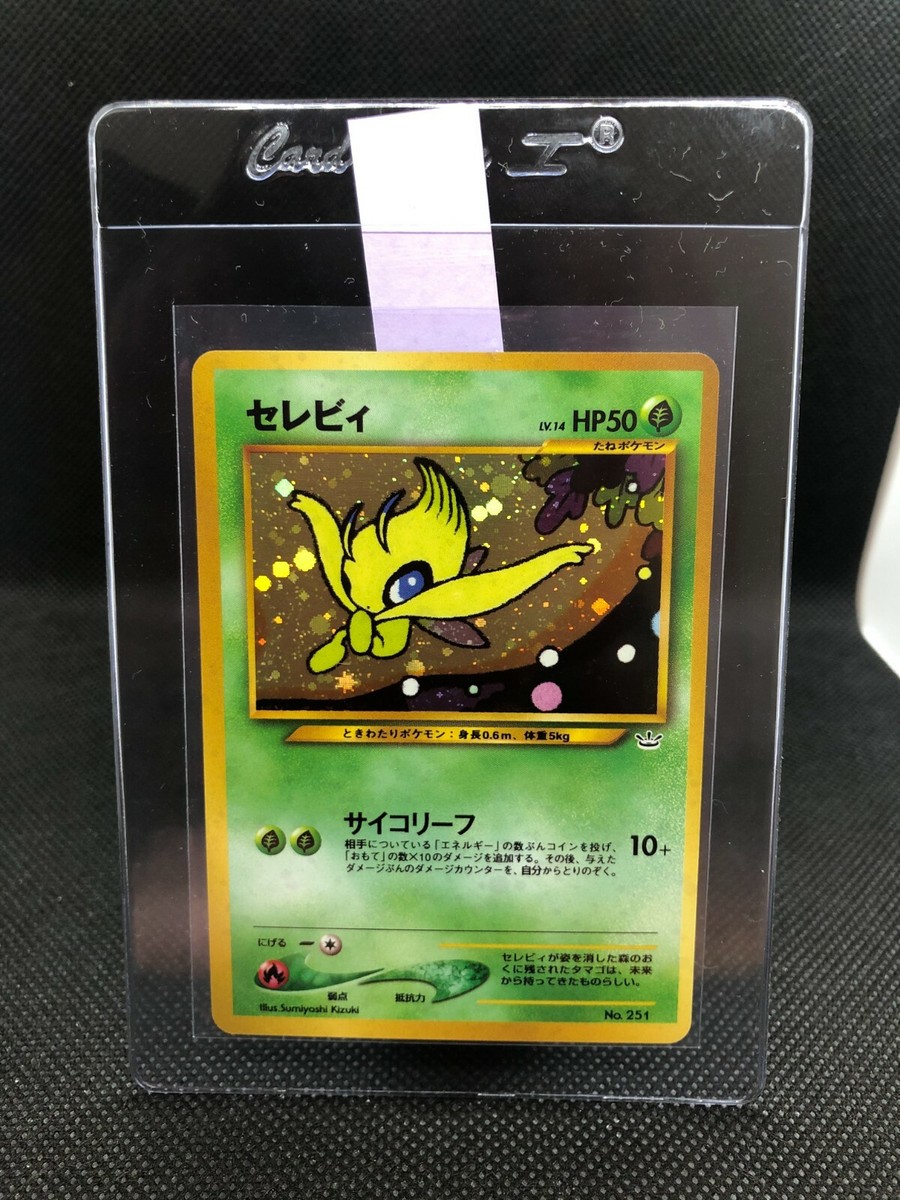 Card
®
セレビィ
LV.14 HP50
たねポケモン
ときわたりポケモン：身長0.6m、体重5kg
サイコリーフ
相手についている「エネルギー」の数ぶんコインを投げ、
「おもて」の数×10のダメージを追加する。その後、与えた
ダメージぶんのダメージカウンターを、自分からとりのぞく。
10+
にげる
弱点
抵抗力
Illus.Sumiyoshi Kizuki
セレビィが姿を消した森のお
くに残されたタマゴは、未来
から持ってきたものらしい。
No. 251